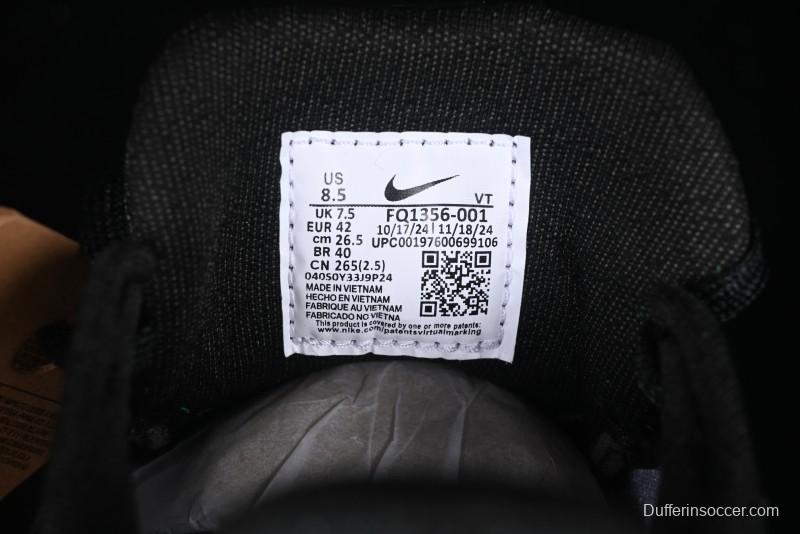 US
8.5
VT
UK 7.5
FQ1356-001
EUR 42
10/17/24 | 11/18/24
cm 26.5
UPC00197600699106
BR 40
CN 265(2.5)
040S0Y33J9P24
MADE IN VIETNAM
HECHO EN VIETNAM
FABRIQUE AU VIETNAM
FABRICADO NO VIETNA
This product is covered by one or more patents:
www.nike.com/patentsvirtualmarking
Dufferinsoccer.com